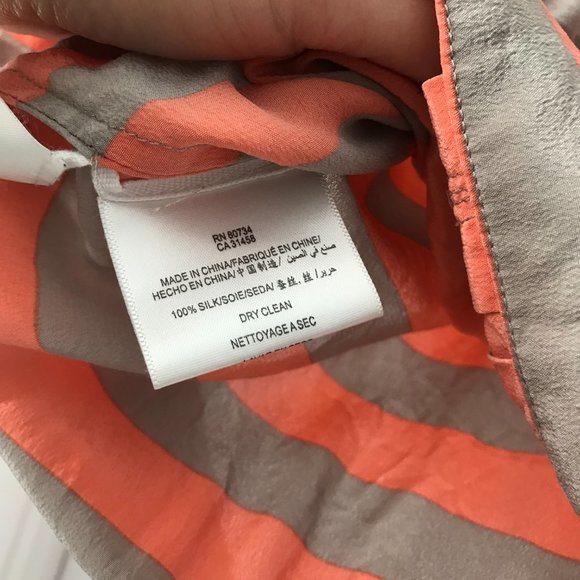 RN 80734
CA 31458
MADE IN CHINA/FABRIQUÉ EN CHINE/
HECHO EN CHINA/中国制造/ صنع في الصين/
100% SILK/SOIE/SEDA/ 蚕丝, 丝 / حرير/
DRY CLEAN
NETTOYAGE A SEC